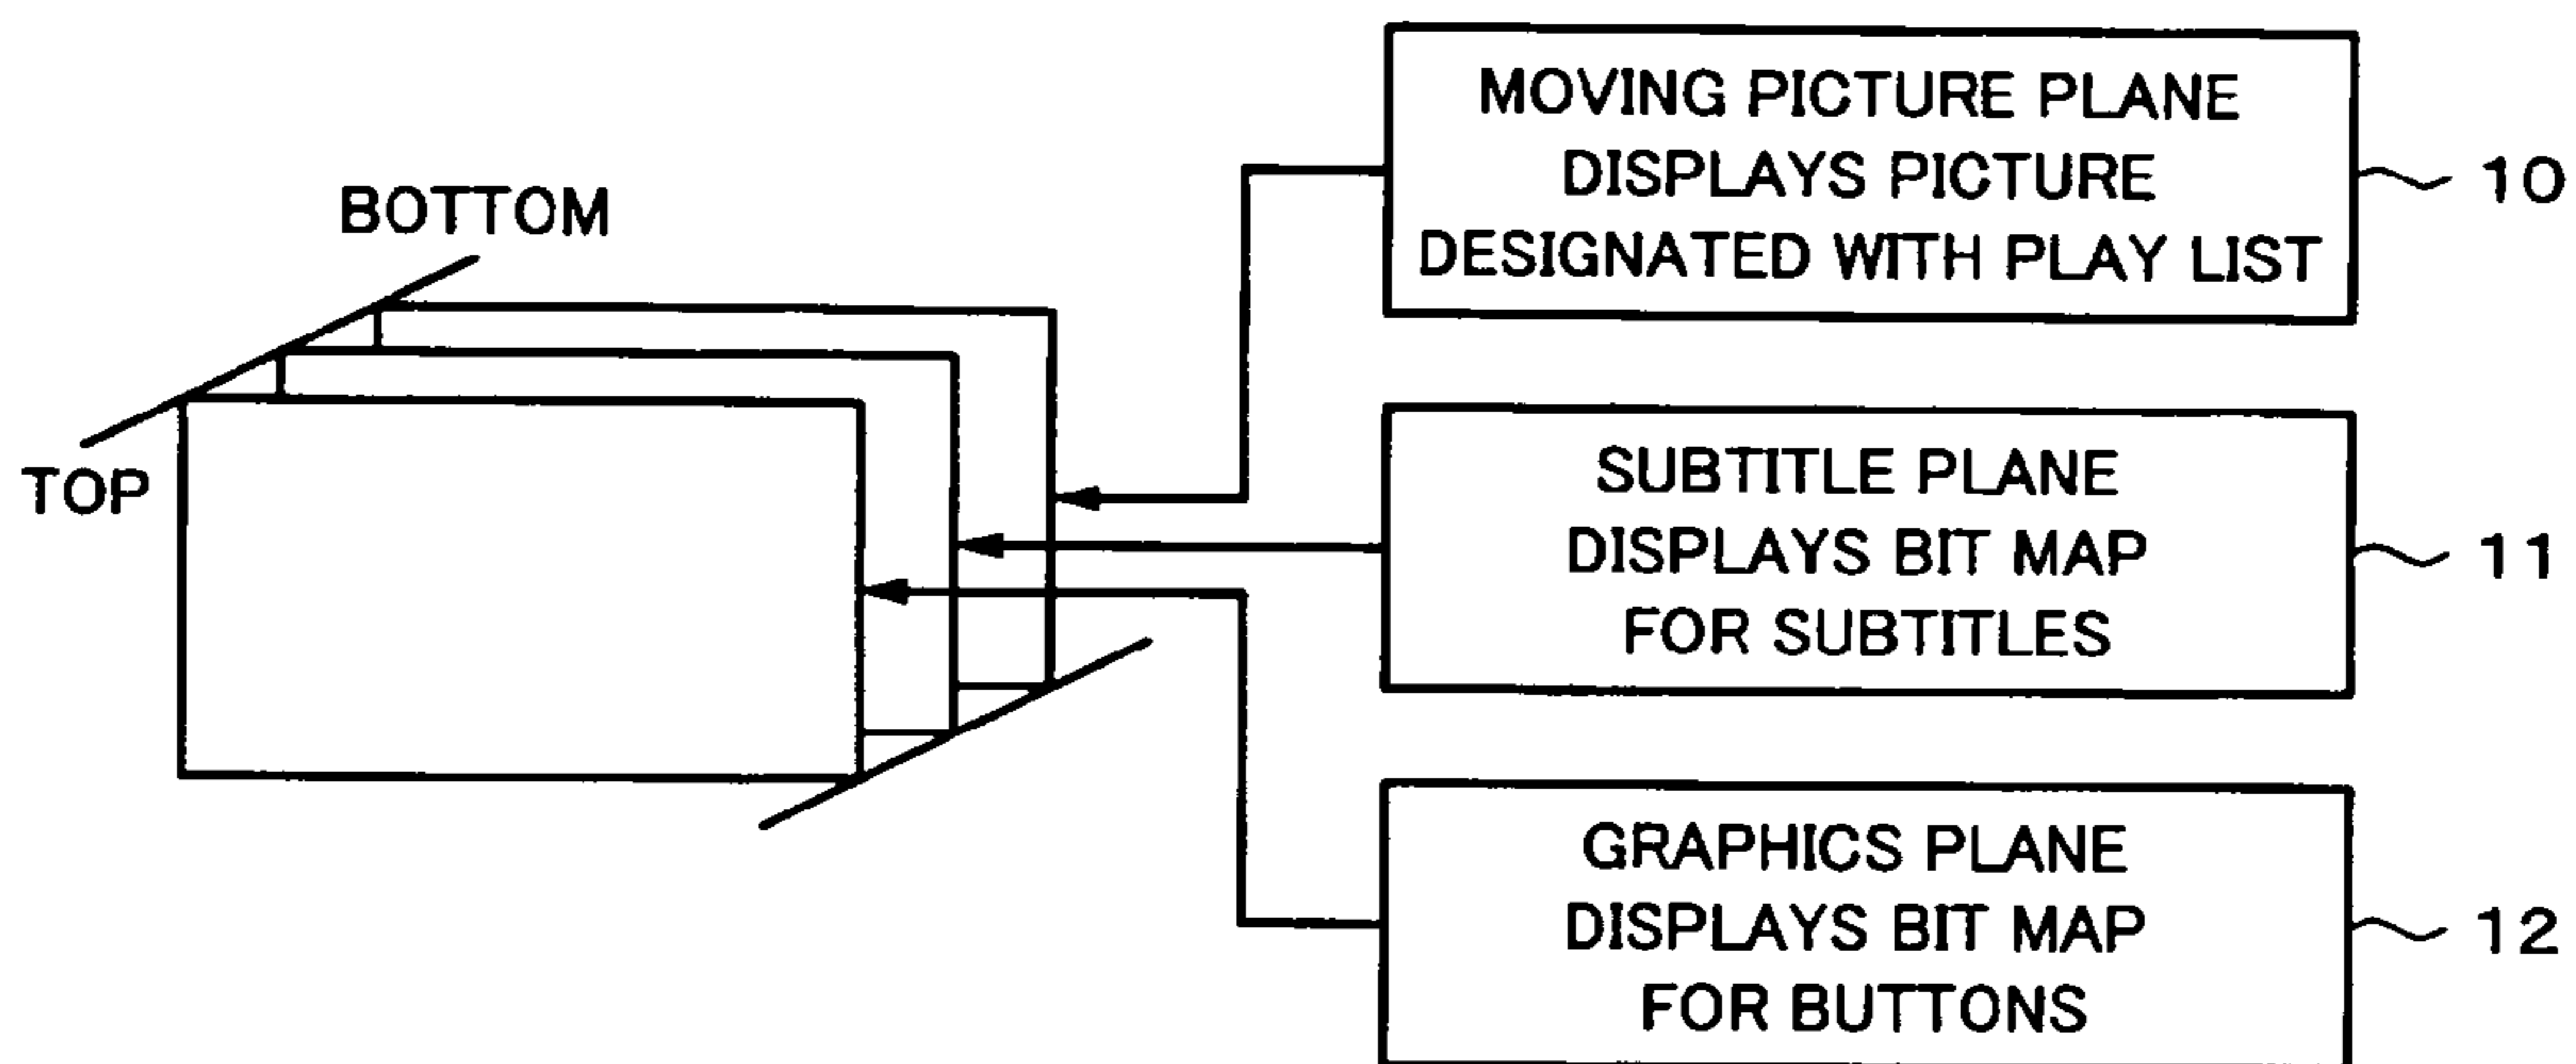 BOTTOM
TOP
MOVING PICTURE PLANE
DISPLAYS PICTURE
DESIGNATED WITH PLAY LIST
10
SUBTITLE PLANE
DISPLAYS BIT MAP
FOR SUBTITLES
11
GRAPHICS PLANE
DISPLAYS BIT MAP
FOR BUTTONS
12